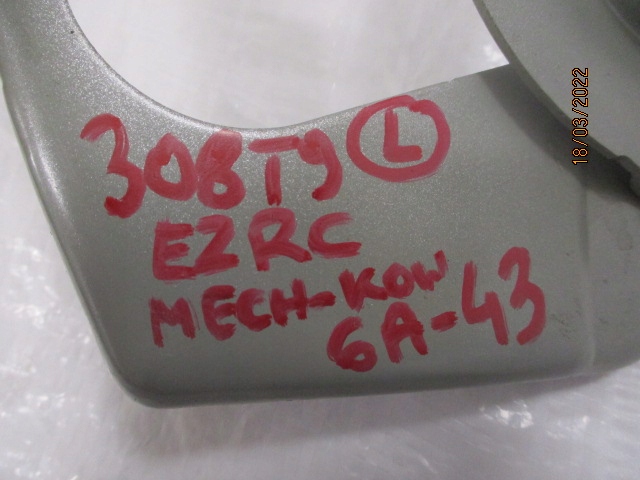 308T9 L
EZRC
MECH-KOW
6A-43
18/03/2022